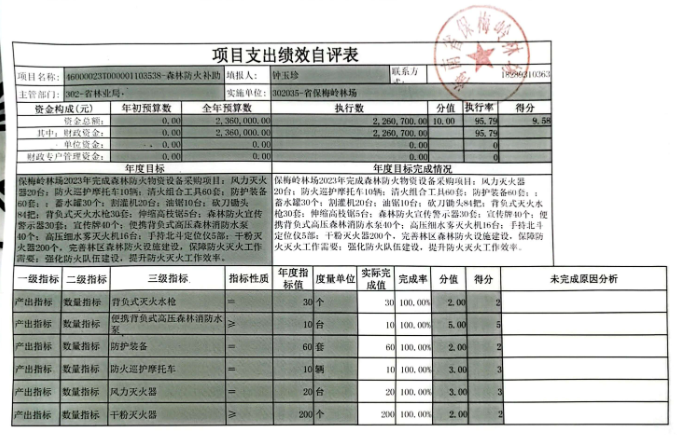 项目支出绩效自评表
项目名称: 46000023T000001103538-森林防火补助 填报人: 钟玉珍 联系方式:
主管部门: 302-省林业局 实施单位: 302035-省保梅岭林场
资金构成(元) 年初预算数 全年预算数 执行数 分值 执行率 得分
资金总额: 0.00 2,360,000.00 2,260,700.00 10.00 95.79 9.58
其中: 财政资金: 0.00 2,360,000.00 2,260,700.00 95.79
单位资金: 0.00 0.00 0.00 0
财政专户管理资金: 0.00 0.00 0.00 0
年度目标 年度目标完成情况
保梅岭林场2023年完成森林防火物资设备采购项目: 风力灭火
器20台; 防火巡护摩托车10辆; 清火组合工具60套; 防护装备
60套; ; 蓄水罐30个; 割灌机20台; 油锯10台; 砍刀锄头
84把; 背负式灭火水枪30套; 伸缩高枝锯5台; 森林防火宣传
警示器30套; 宣传牌40个; 便携背负式高压森林消防水泵
40个; 高压细水雾灭火机16台; 手持北斗定位仪5部; 干粉灭
火器200个, 完善林区森林防火设施建设, 保障防火灭火工作
需要; 强化防火队伍建设, 提升防火灭火工作效率。
保梅岭林场2023年完成森林防火物资设备采购项目; 风力灭火器
20台; 防火巡护摩托车10辆; 清火组合工具60套; 防护装备60套; ;
蓄水罐30个; 割灌机20台; 油锯10台; 砍刀锄头84把; 背负式灭火水
枪30套; 伸缩高枝锯5台; 森林防火宣传警示器30套; 宣传牌40个; 便
携背负式高压森林消防水泵40个; 高压细水雾灭火机16台; 手持北斗
定位仪5部; 干粉灭火器200个, 完善林区森林防火设施建设, 保障防
火灭火工作需要; 强化防火队伍建设, 提升防火灭火工作效率。
一级指标 二级指标 三级指标 指标性质 年度指标值 度量单位 实际完成值 完成率 分值 得分 未完成原因分析
产出指标 数量指标 背负式灭火水枪 = 30 个 30 100.00% 2.00 2
产出指标 数量指标 便携背负式高压森林消防水泵 ≥ 10 台 10 100.00% 5.00 5
产出指标 数量指标 防护装备 = 60 套 60 100.00% 2.00 2
产出指标 数量指标 防火巡护摩托车 = 10 辆 10 100.00% 3.00 3
产出指标 数量指标 风力灭火器 = 20 台 20 100.00% 3.00 3
产出指标 数量指标 干粉灭火器 ≥ 200 个 200 100.00% 2.00 2